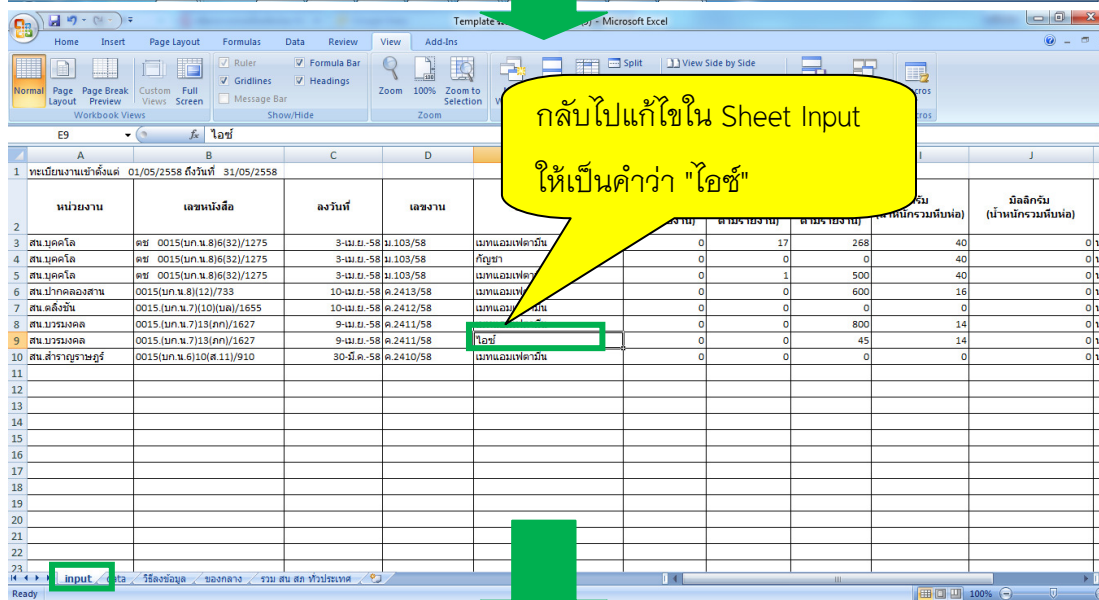 Template - Microsoft Excel
Home Insert Page Layout Formulas Data Review View Add-Ins
Ruler Formula Bar Split View Side by Side
Gridlines Headings
Message Bar
Normal Page Layout Page Break Preview Custom Views Full Screen Zoom 100% Zoom to Selection
Workbook Views Show/Hide Zoom
กลับไปแก้ไขใน Sheet Input
ให้เป็นคำว่า "ไอซ์"
E9 fx ไอซ์
A B C D I J
1 ทะเบียนงานเข้าตั้งแต่ 01/05/2558 ถึงวันที่ 31/05/2558
2 หน่วยงาน เลขหนังสือ ลงวันที่ เลขงาน มิลลิกรัม (น้ำหนักรวมหีบห่อ)
3 สน.บุคคโล ตช 0015(บก.น.8)6(32)/1275 3-เม.ย.-58 ม.103/58 เมทแอมเฟตามีน 0 17 268 40 0
4 สน.บุคคโล ตช 0015(บก.น.8)6(32)/1275 3-เม.ย.-58 ม.103/58 กัญชา 0 0 0 40 0
5 สน.บุคคโล ตช 0015(บก.น.8)6(32)/1275 3-เม.ย.-58 ม.103/58 0 1 500 40 0
6 สน.ปากคลองสาน 0015(บก.น.8)(12)/733 10-เม.ย.-58 ค.2413/58 0 0 600 16 0
7 สน.ตลิ่งชัน 0015.(บก.น.7)(10)(บล)/1655 10-เม.ย.-58 ค.2412/58 0 0 0 0 0
8 สน.บวรมงคล 0015.(บก.น.7)13(ภก)/1627 9-เม.ย.-58 ค.2411/58 0 0 800 14 0
9 สน.บวรมงคล 0015.(บก.น.7)13(ภก)/1627 9-เม.ย.-58 ค.2411/58 ไอซ์ 0 0 45 14 0
10 สน.สำราญราษฎร์ 0015(บก.น.6)10(ส.11)/910 30-มี.ค.-58 ค.2410/58 เมทแอมเฟตามีน 0 0 0 0 0
11
12
13
14
15
16
17
18
19
20
21
22
23
input วิธีลงข้อมูล ของกลาง รวม สน สภ ทั่วประเทศ
Ready 100%